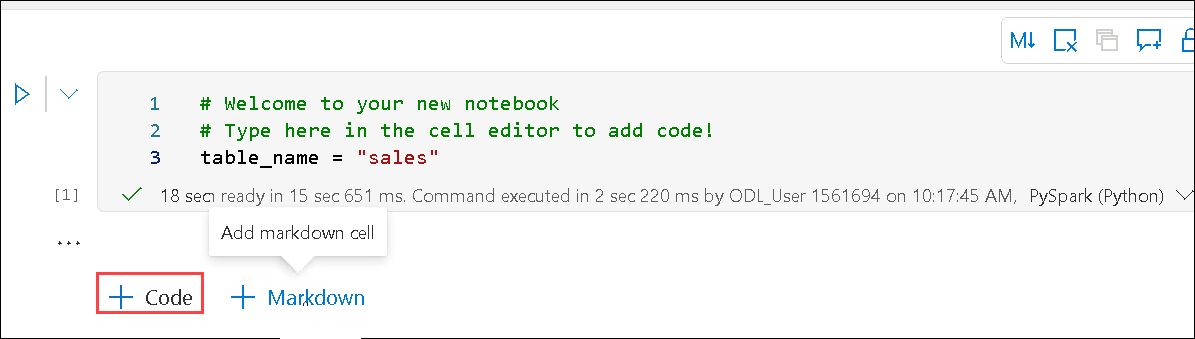 M↓
1 # Welcome to your new notebook
2 # Type here in the cell editor to add code!
3 table_name = "sales"
[1] 18 sec ready in 15 sec 651 ms. Command executed in 2 sec 220 ms by ODL_User 1561694 on 10:17:45 AM, PySpark (Python)
Add markdown cell
...
+ Code + Markdown